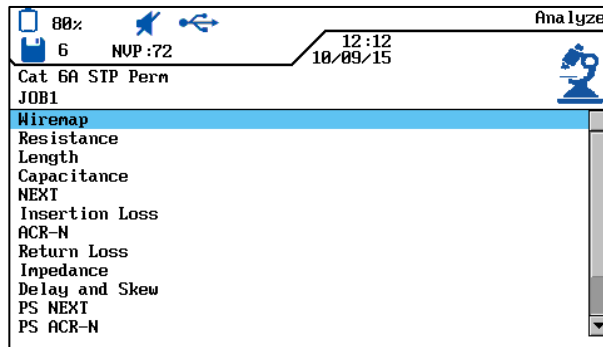 80% Analyze
6 NVP:72 12:12
10/09/15
Cat 6A STP Perm
JOB1
Wiremap
Resistance
Length
Capacitance
NEXT
Insertion Loss
ACR-N
Return Loss
Impedance
Delay and Skew
PS NEXT
PS ACR-N